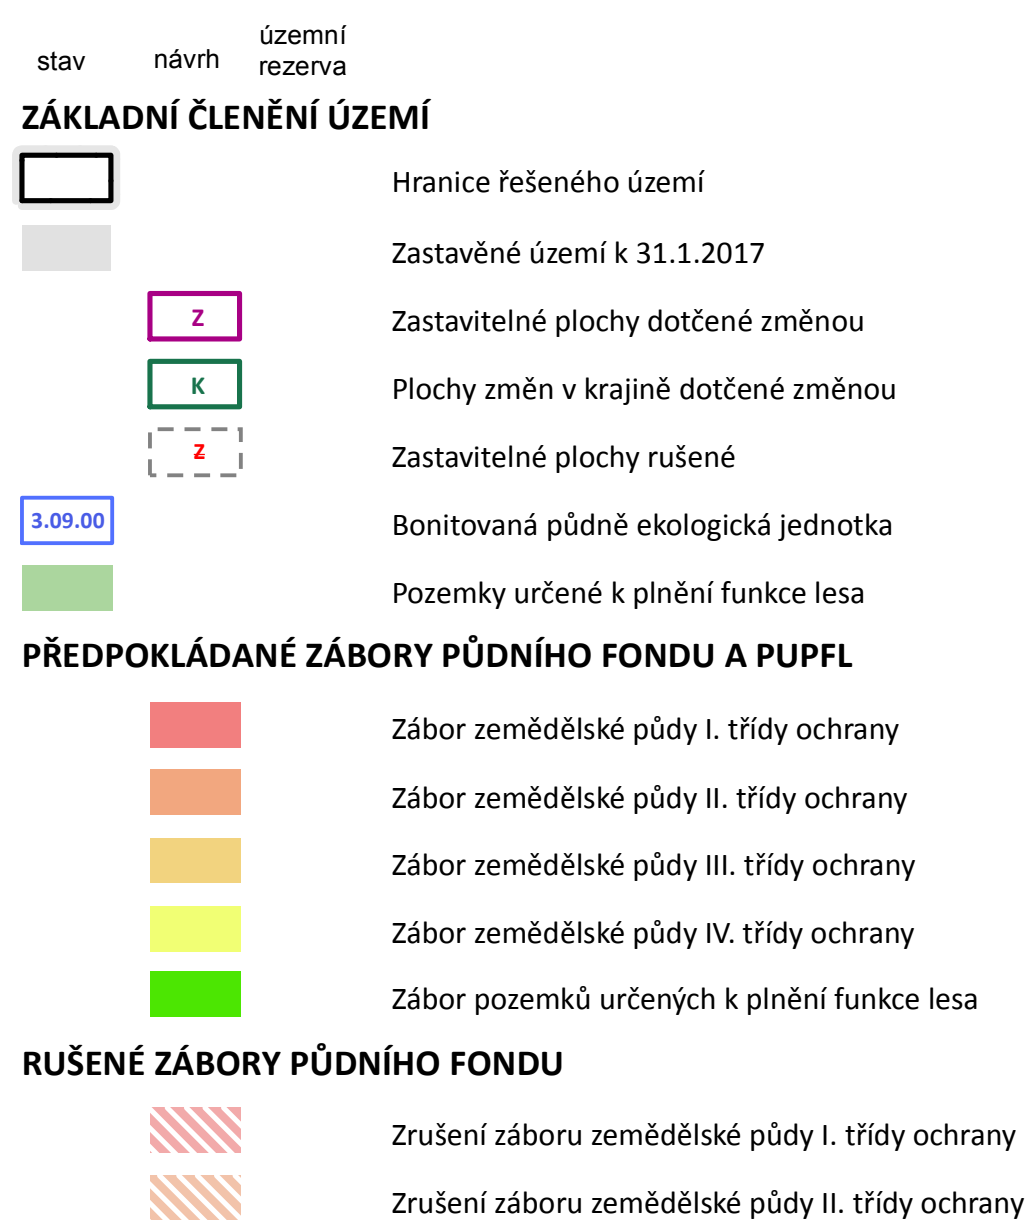 stav návrh územní rezerva
ZÁKLADNÍ ČLENĚNÍ ÚZEMÍ
Hranice řešeného území
Zastavěné území k 31.1.2017
Z Zastavitelné plochy dotčené změnou
K Plochy změn v krajině dotčené změnou
Z Zastavitelné plochy rušené
3.09.00 Bonitovaná půdně ekologická jednotka
Pozemky určené k plnění funkce lesa
PŘEDPOKLÁDANÉ ZÁBORY PŮDNÍHO FONDU A PUPFL
Zábor zemědělské půdy I. třídy ochrany
Zábor zemědělské půdy II. třídy ochrany
Zábor zemědělské půdy III. třídy ochrany
Zábor zemědělské půdy IV. třídy ochrany
Zábor pozemků určených k plnění funkce lesa
RUŠENÉ ZÁBORY PŮDNÍHO FONDU
Zrušení záboru zemědělské půdy I. třídy ochrany
Zrušení záboru zemědělské půdy II. třídy ochrany